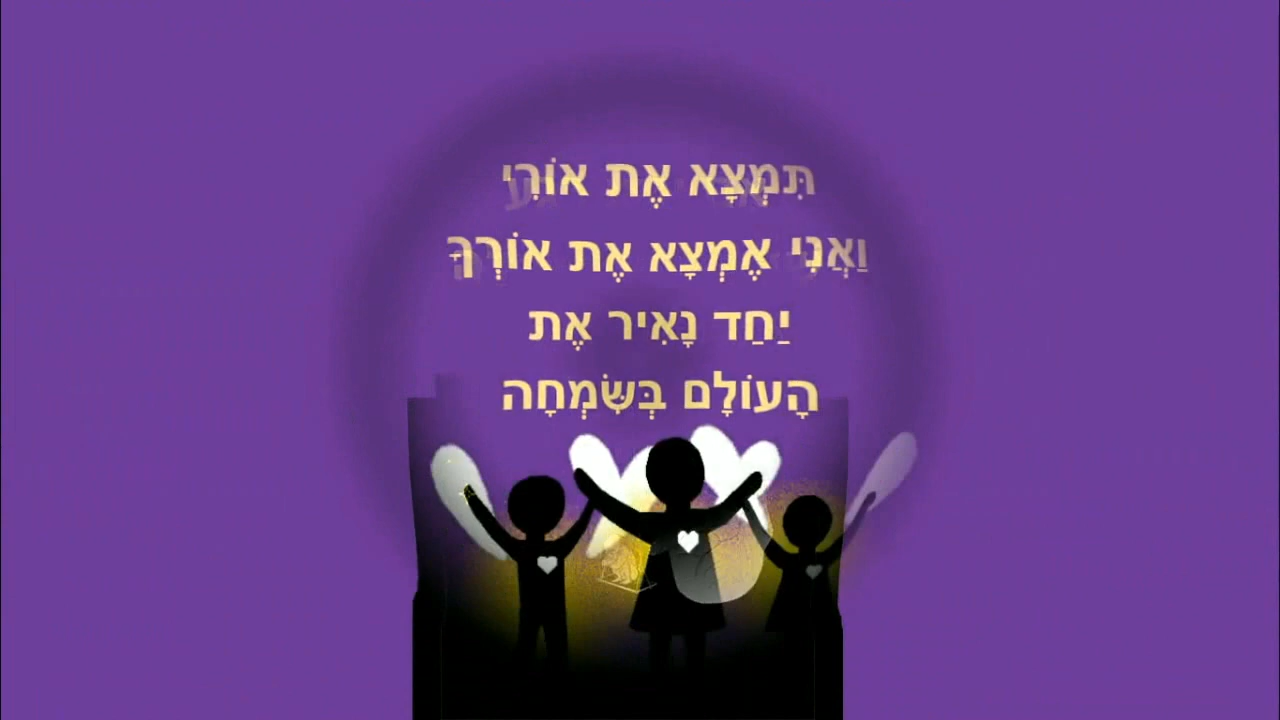 תִּמְצָא אֶת אוֹרִי
וַאֲנִי אֶמְצָא אֶת אוֹרְךָ
יַחַד נָאִיר אֶת
הָעוֹלָם בְּשִּׂמְחָה